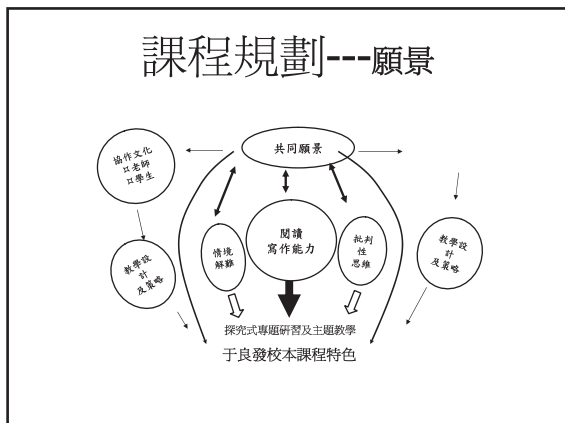 課程規劃---願景
共同願景
協作文化
¤老師
¤學生
教學設
計
及策略
情境
解難
閱讀
寫作能力
批判
性
思維
教學設
計
及策略
探究式專題研習及主題教學
于良發校本課程特色